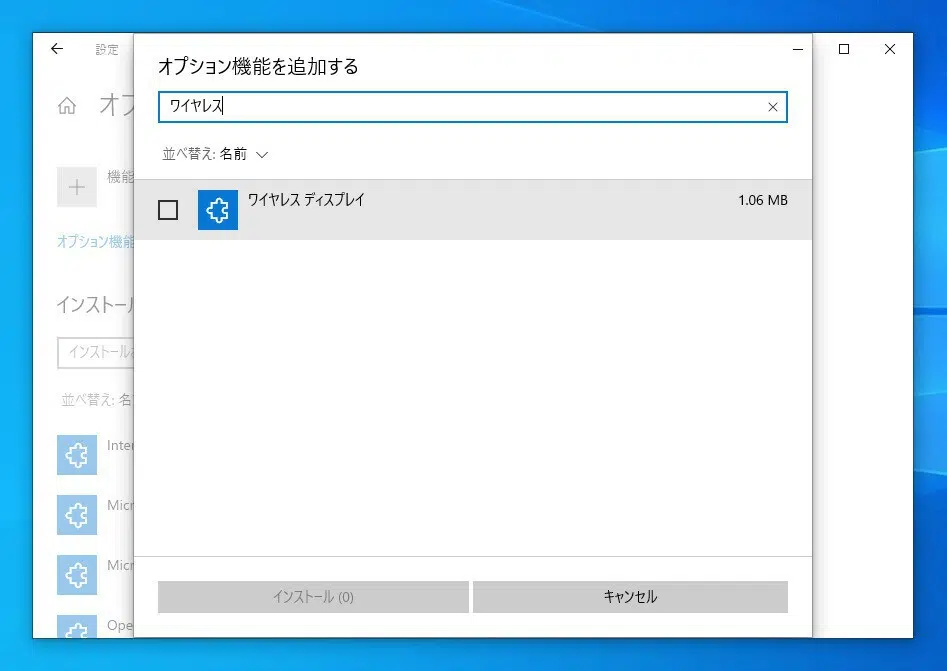 設定
オプション機能を追加する
ワイヤレス
並べ替え: 名前
ワイヤレス ディスプレイ
1.06 MB
インストール (0)
キャンセル
オプ
機能
オプション機能
インストール
インストール
並べ替え: 名
Inter
Micr
Micr
Ope